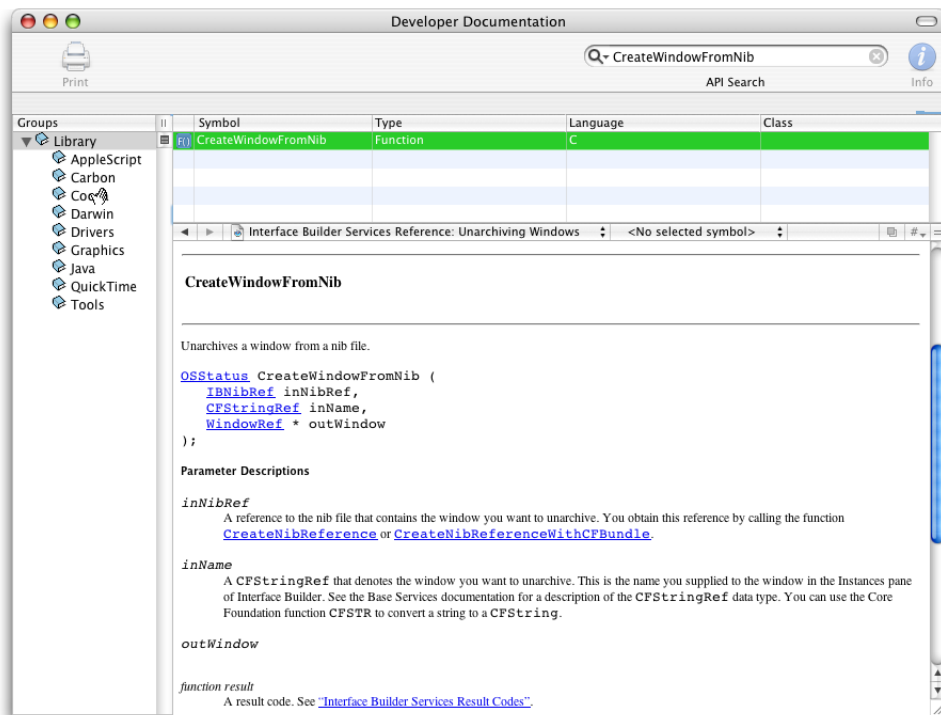 Developer Documentation
Print
CreateWindowFromNib
API Search
Info
Groups
Symbol Type Language Class
Library
F() CreateWindowFromNib Function C
AppleScript
Carbon
Darwin
Drivers
Graphics
Java
QuickTime
Tools
Interface Builder Services Reference: Unarchiving Windows <No selected symbol> #
CreateWindowFromNib
Unarchives a window from a nib file.
OSStatus CreateWindowFromNib (
IBNibRef inNibRef,
CFStringRef inName,
WindowRef * outWindow
);
Parameter Descriptions
inNibRef
A reference to the nib file that contains the window you want to unarchive. You obtain this reference by calling the function
CreateNibReference or CreateNibReferenceWithCFBundle.
inName
A CFStringRef that denotes the window you want to unarchive. This is the name you supplied to the window in the Instances pane
of Interface Builder. See the Base Services documentation for a description of the CFStringRef data type. You can use the Core
Foundation function CFSTR to convert a string to a CFString.
outWindow
function result
A result code. See “Interface Builder Services Result Codes”.